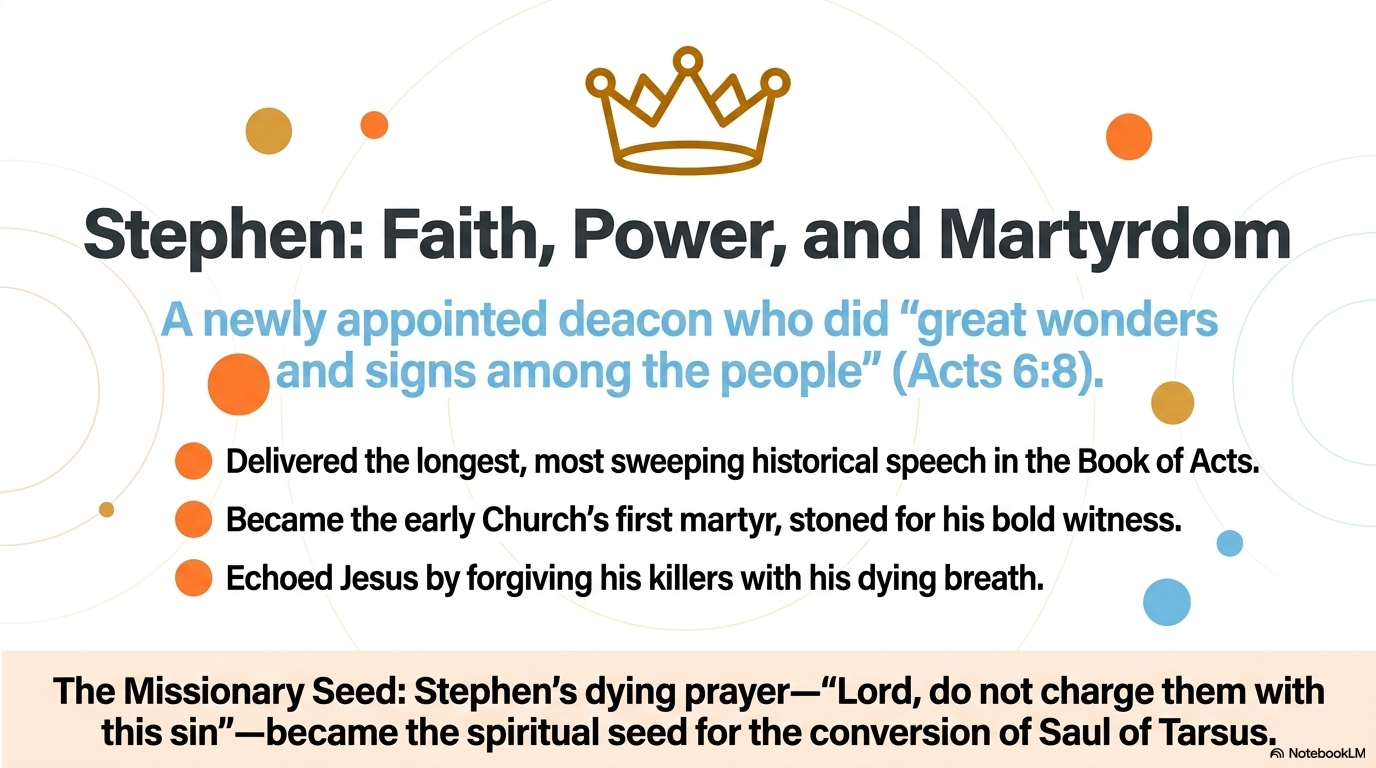 Stephen: Faith, Power, and Martyrdom
A newly appointed deacon who did “great wonders
and signs among the people” (Acts 6:8).
Delivered the longest, most sweeping historical speech in the Book of Acts.
Became the early Church’s first martyr, stoned for his bold witness.
Echoed Jesus by forgiving his killers with his dying breath.
The Missionary Seed: Stephen’s dying prayer—“Lord, do not charge them with
this sin”—became the spiritual seed for the conversion of Saul of Tarsus.
NotebookLM